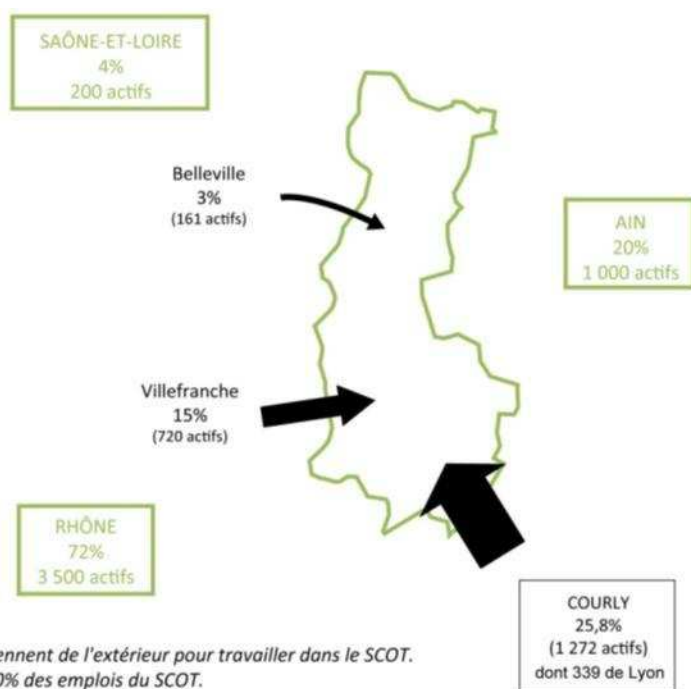 SAÔNE-ET-LOIRE
4%
200 actifs
Belleville
3%
(161 actifs)
AIN
20%
1 000 actifs
Villefranche
15%
(720 actifs)
RHÔNE
72%
3 500 actifs
COURLY
25,8%
(1 272 actifs)
dont 339 de Lyon
ennent de l'extérieur pour travailler dans le SCOT.
0% des emplois du SCOT.